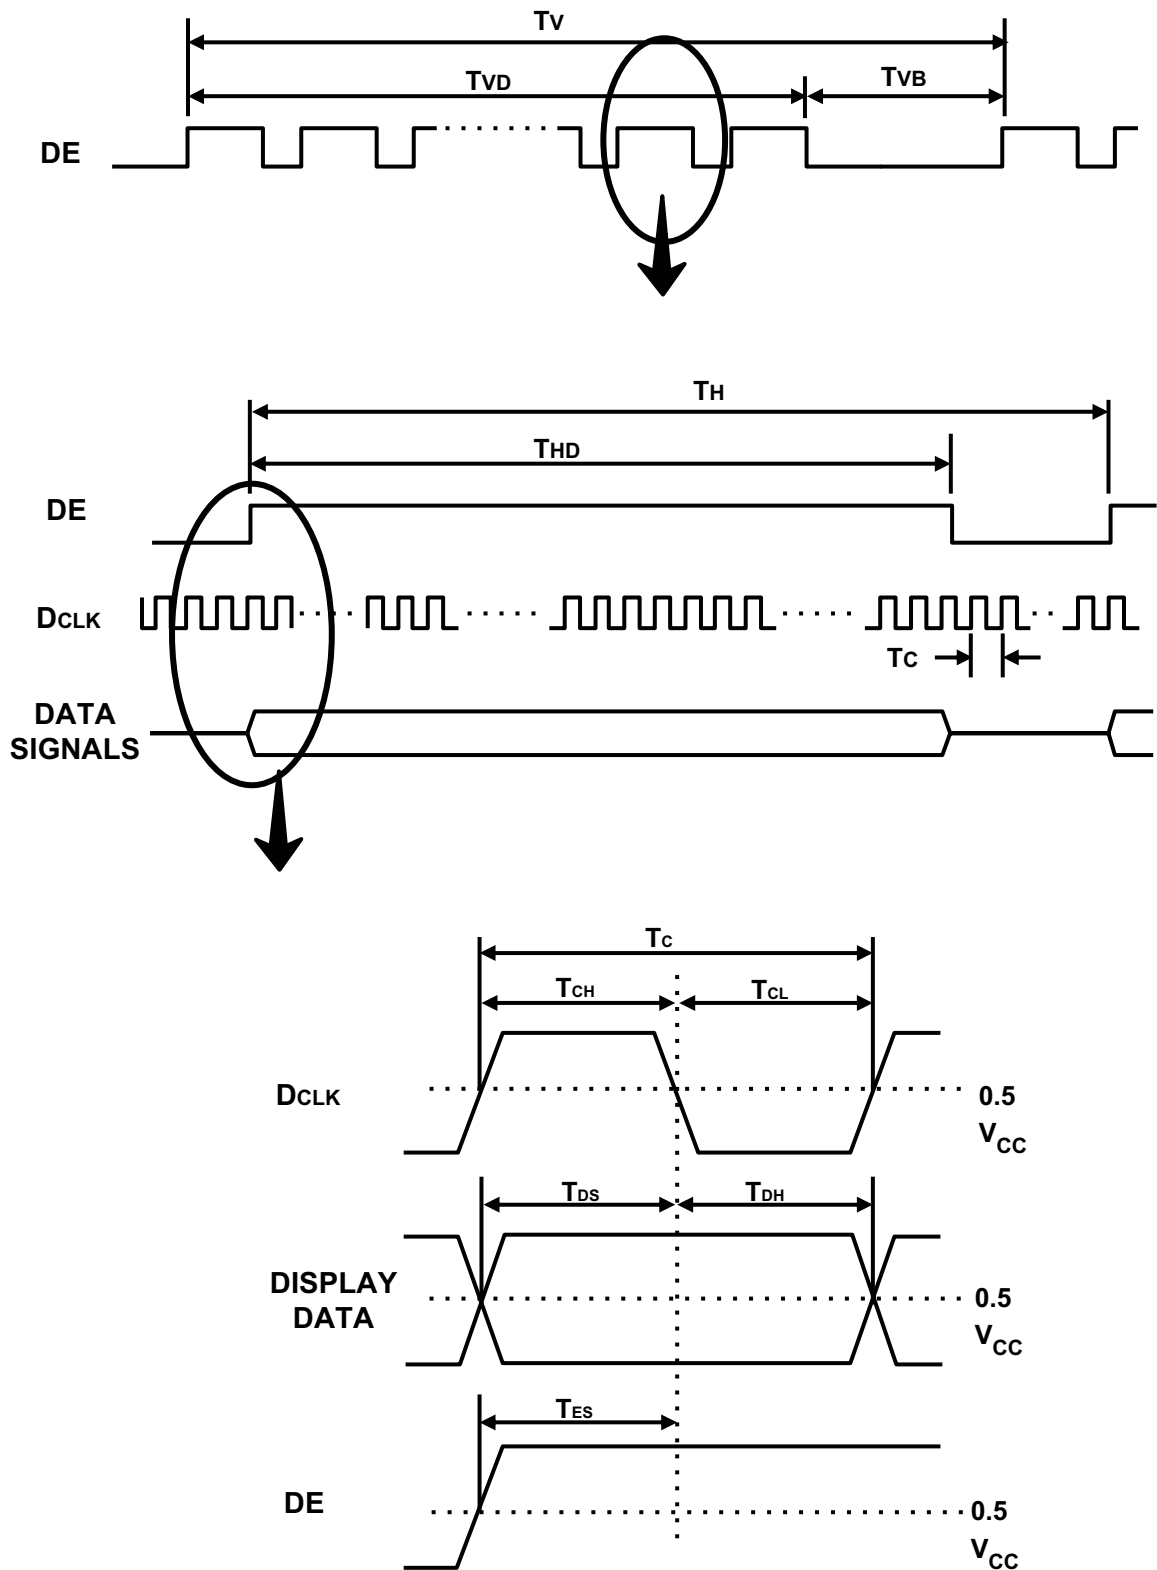 TV
TVD
TVB
DE
TH
THD
DE
DCLK
TC
DATA
SIGNALS
TC
TCH
TCL
DCLK
0.5
VCC
TDS
TDH
DISPLAY
DATA
0.5
VCC
TES
DE
0.5
VCC